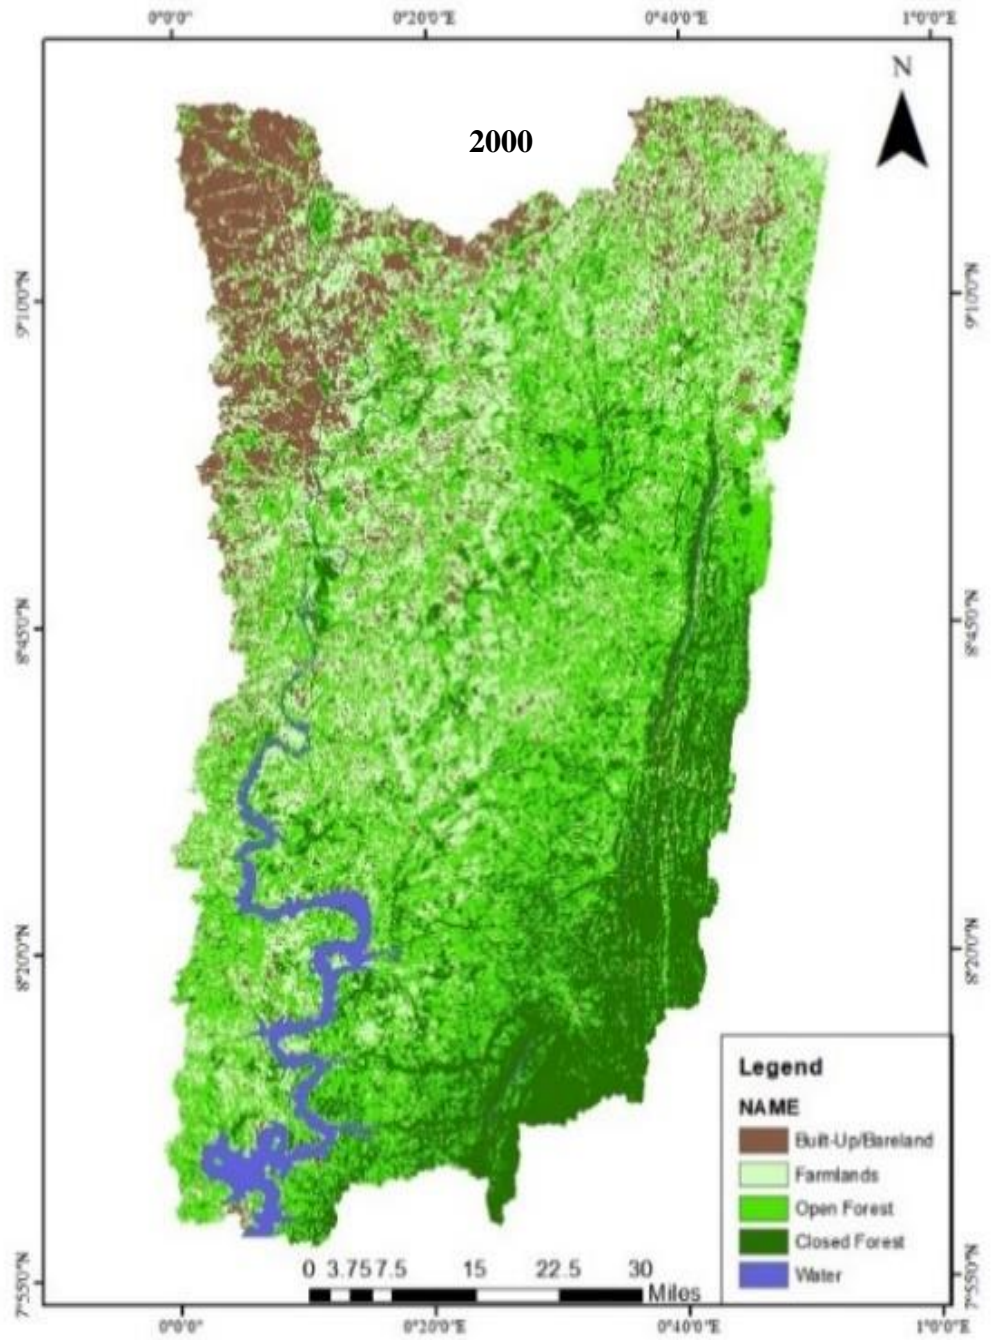 0°0'0" 0°20'0"E 0°40'0"E 1°0'0"E
N
2000
9°10'0"N 9°10'0"N
8°45'0"N 8°45'0"N
8°20'0"N 8°20'0"N
Legend
NAME
Built-Up/Bareland
Farmlands
Open Forest
Closed Forest
Water
7°55'0"N 7°55'0"N
0 3.75 7.5 15 22.5 30
Miles
0°0'0"E 0°20'0"E 0°40'0"E 1°0'0"E